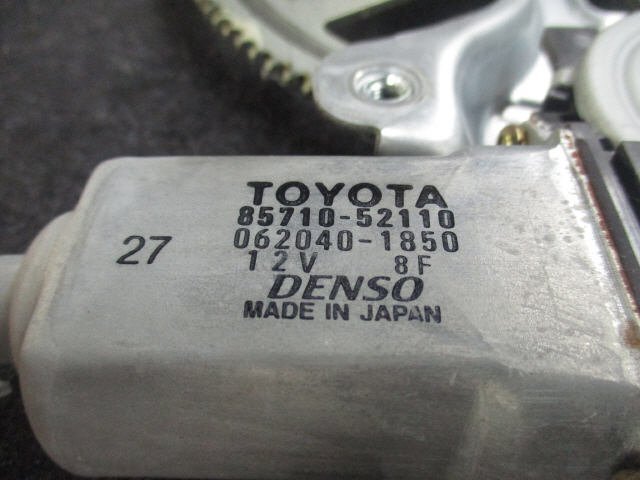 TOYOTA
85710-52110
27
062040-1850
12V 8F
DENSO
MADE IN JAPAN